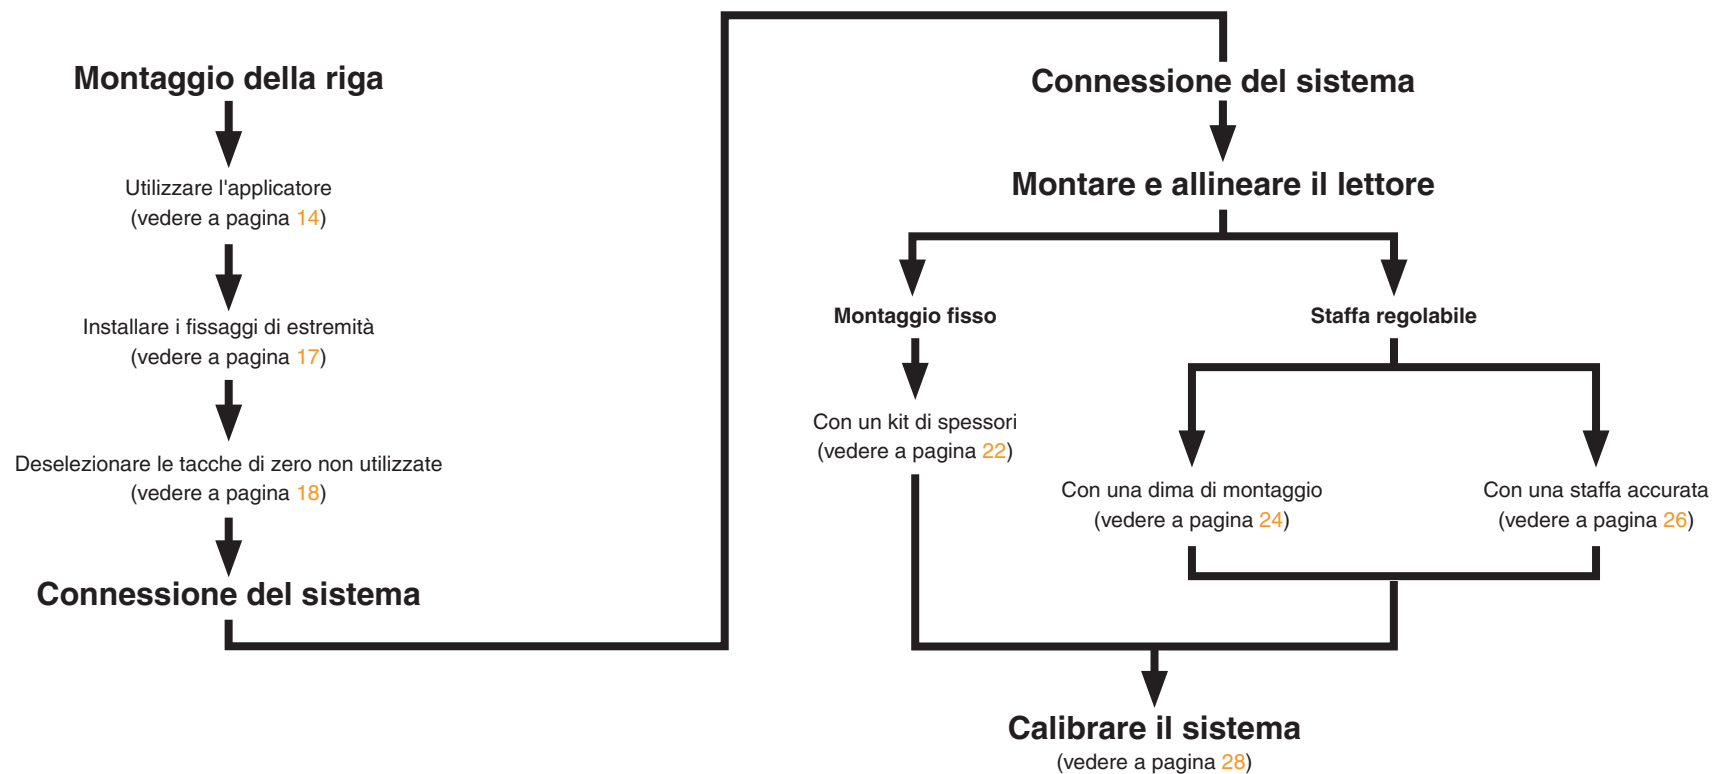 Montaggio della riga
Utilizzare l'applicatore
(vedere a pagina 14)
Installare i fissaggi di estremità
(vedere a pagina 17)
Deselezionare le tacche di zero non utilizzate
(vedere a pagina 18)
Connessione del sistema
Connessione del sistema
Montare e allineare il lettore
Montaggio fisso
Con un kit di spessori
(vedere a pagina 22)
Staffa regolabile
Con una dima di montaggio
(vedere a pagina 24)
Con una staffa accurata
(vedere a pagina 26)
Calibrare il sistema
(vedere a pagina 28)